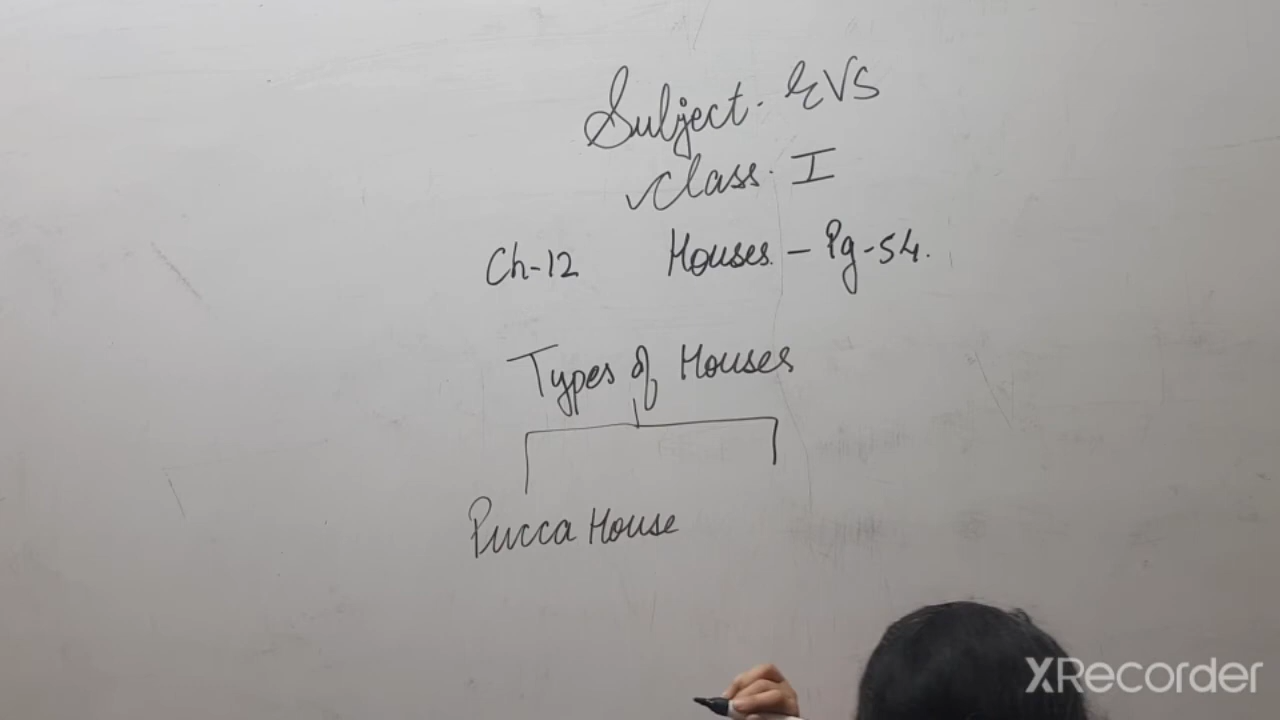 Subject. EVS
Class. I
Ch-12 Houses - Pg-54.
Types of Houses
Pucca House
XRecorder